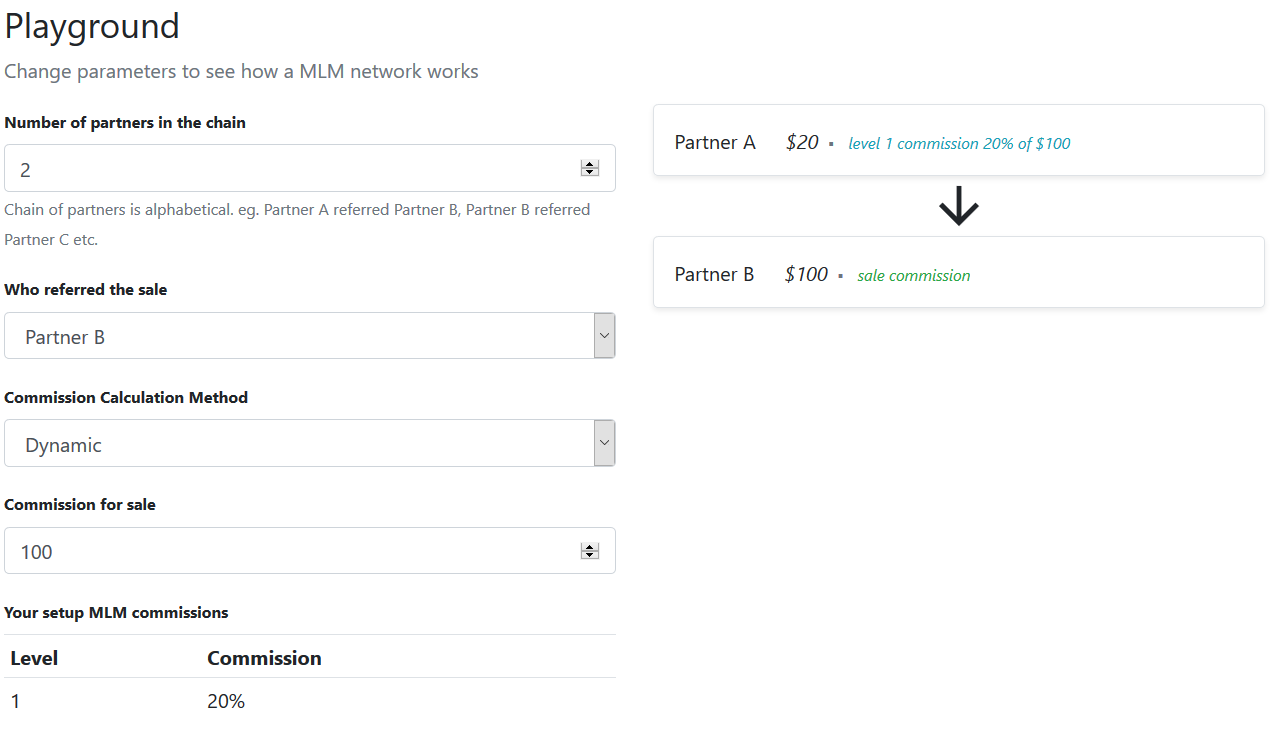 Playground
Change parameters to see how a MLM network works
Number of partners in the chain
2
Chain of partners is alphabetical. eg. Partner A referred Partner B, Partner B referred
Partner C etc.
Who referred the sale
Partner B
Commission Calculation Method
Dynamic
Commission for sale
100
Your setup MLM commissions
Level Commission
1 20%
Partner A $20 ▪ level 1 commission 20% of $100
Partner B $100 ▪ sale commission